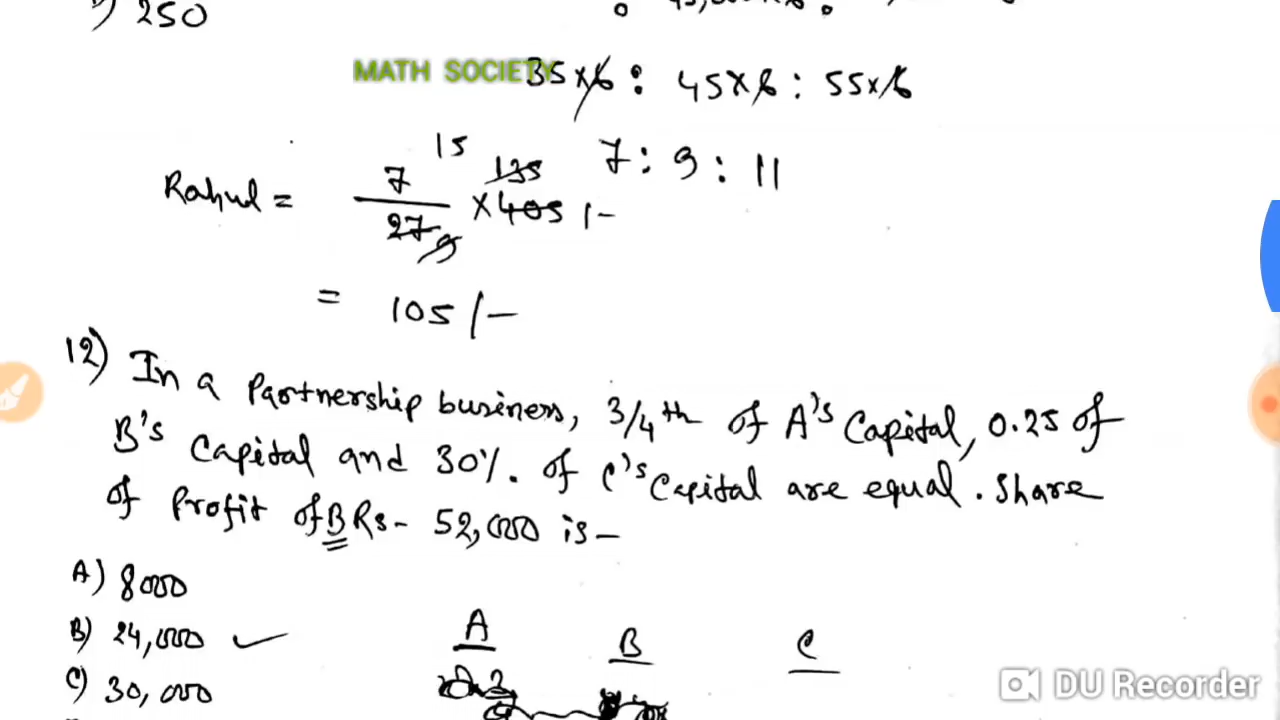 250
MATH SOCIETY
35×6 : 45×6 : 55×6
7 : 9 : 11
15
Rahul = 7/27 9 × 405 135 /-
= 105/-
12) In a Partnership business, 3/4th of A's Capital, 0.25 of
B's Capital and 30%. of C's Capital are equal. Share
of Profit of B Rs- 52,000 is-
A) 8000
B) 24,000 ✓
C) 30,000
A B C
DU Recorder